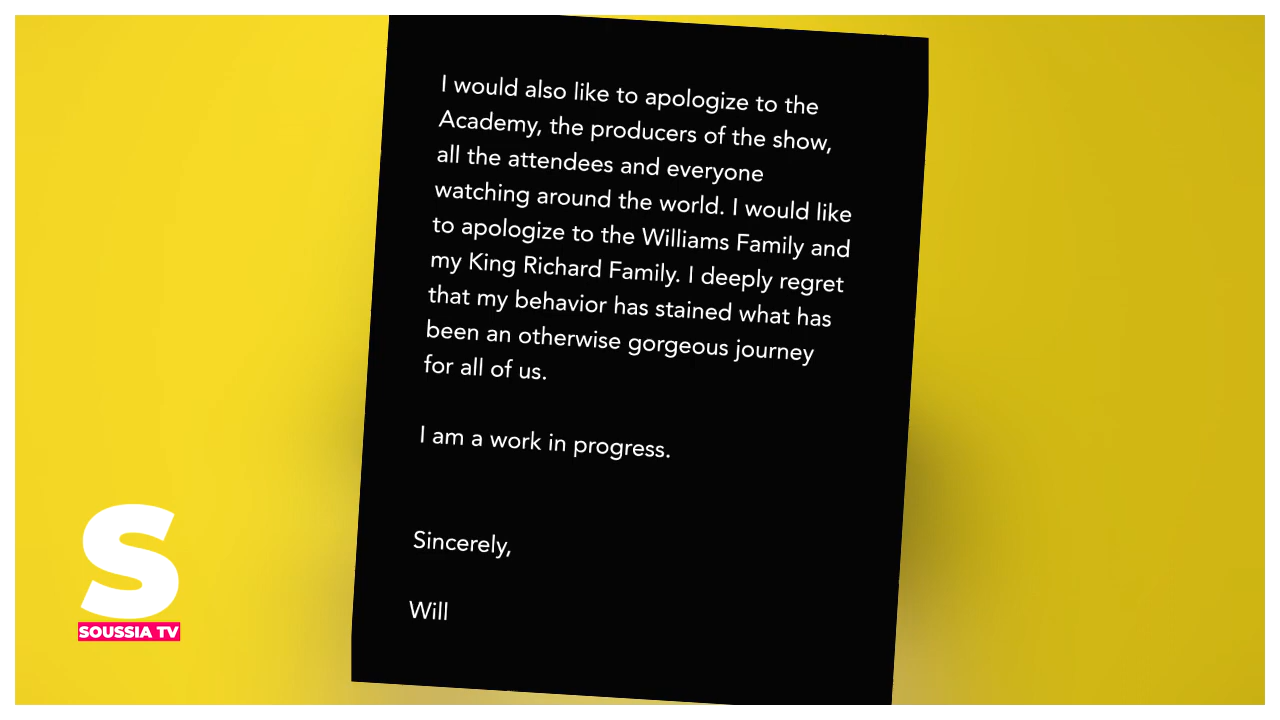 I would also like to apologize to the
Academy, the producers of the show,
all the attendees and everyone
watching around the world. I would like
to apologize to the Williams Family and
my King Richard Family. I deeply regret
that my behavior has stained what has
been an otherwise gorgeous journey
for all of us.
I am a work in progress.
Sincerely,
Will
S
SOUSSIA TV